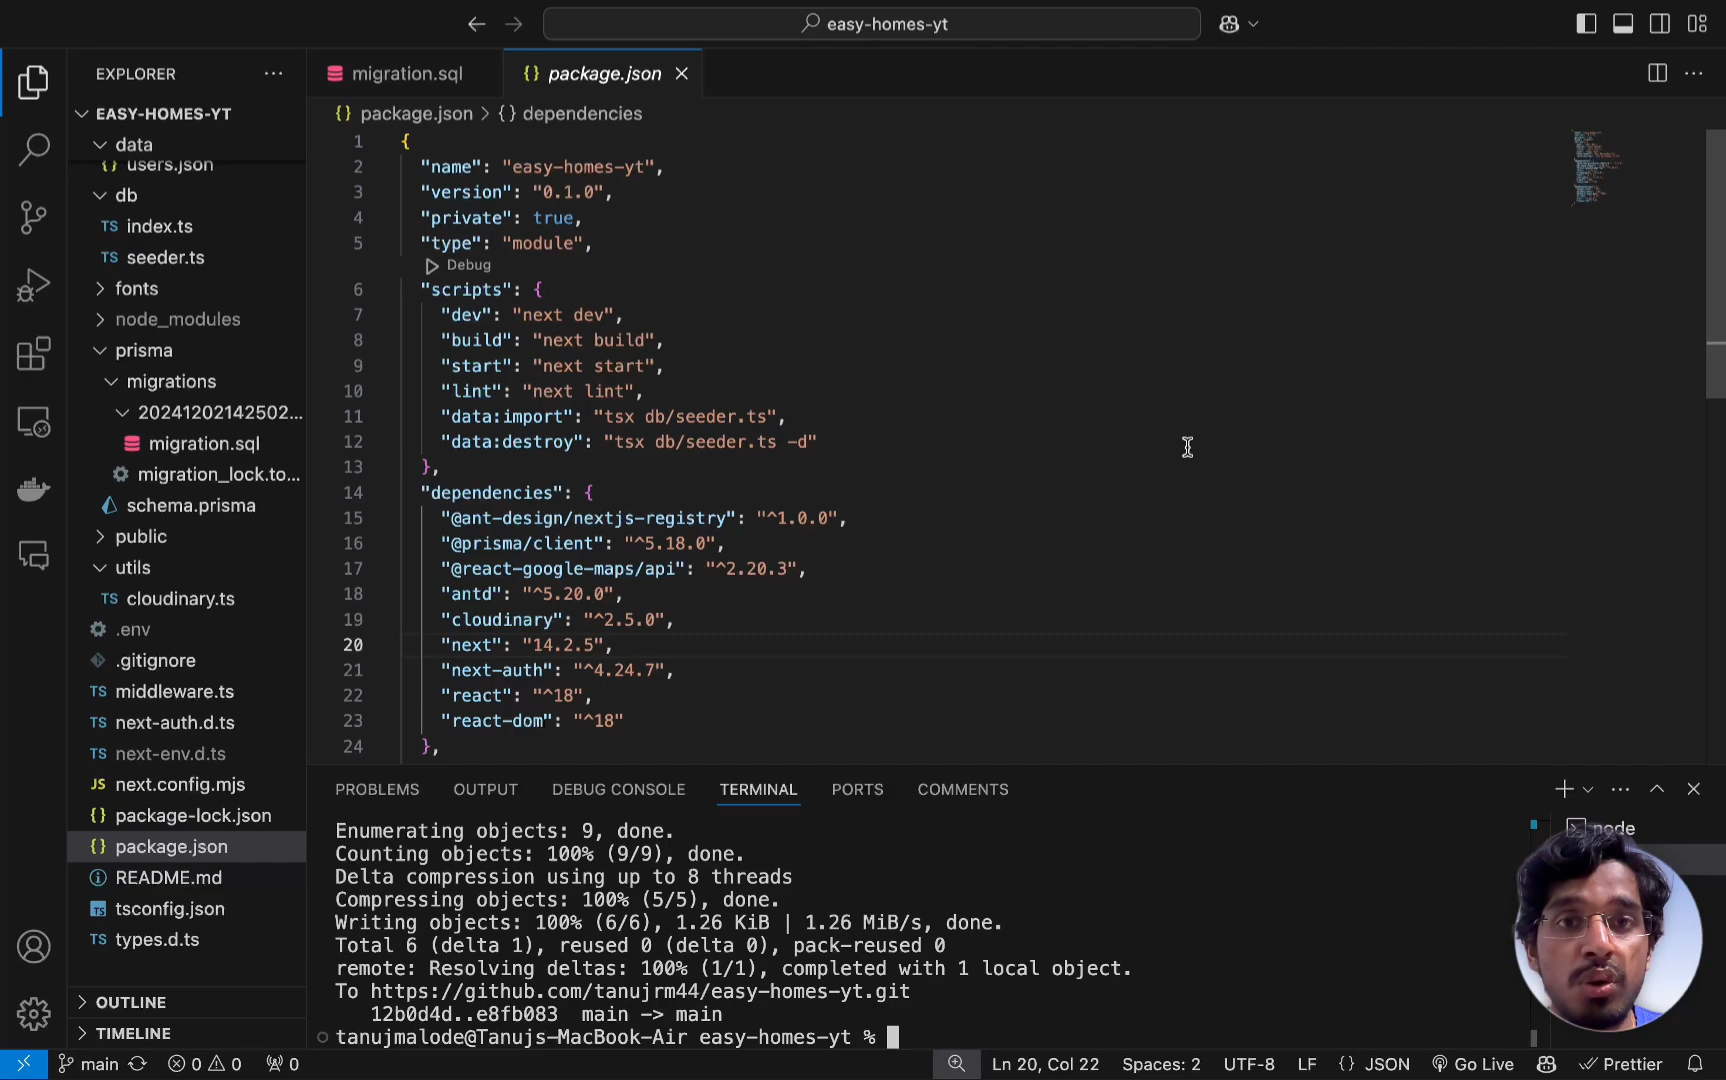 easy-homes-yt
EXPLORER
EASY-HOMES-YT
data
users.json
db
TS index.ts
TS seeder.ts
fonts
node_modules
prisma
migrations
20241202142502...
migration.sql
migration_lock.to...
schema.prisma
public
utils
TS cloudinary.ts
.env
.gitignore
TS middleware.ts
TS next-auth.d.ts
TS next-env.d.ts
JS next.config.mjs
{} package-lock.json
{} package.json
README.md
TS tsconfig.json
TS types.d.ts
OUTLINE
TIMELINE
migration.sql
{} package.json
{} package.json > {} dependencies
1 {
2 "name": "easy-homes-yt",
3 "version": "0.1.0",
4 "private": true,
5 "type": "module",
Debug
6 "scripts": {
7 "dev": "next dev",
8 "build": "next build",
9 "start": "next start",
10 "lint": "next lint",
11 "data:import": "tsx db/seeder.ts",
12 "data:destroy": "tsx db/seeder.ts -d"
13 },
14 "dependencies": {
15 "@ant-design/nextjs-registry": "^1.0.0",
16 "@prisma/client": "^5.18.0",
17 "@react-google-maps/api": "^2.20.3",
18 "antd": "^5.20.0",
19 "cloudinary": "^2.5.0",
20 "next": "14.2.5",
21 "next-auth": "^4.24.7",
22 "react": "^18",
23 "react-dom": "^18"
24 },
PROBLEMS OUTPUT DEBUG CONSOLE TERMINAL PORTS COMMENTS
node
Enumerating objects: 9, done.
Counting objects: 100% (9/9), done.
Delta compression using up to 8 threads
Compressing objects: 100% (5/5), done.
Writing objects: 100% (6/6), 1.26 KiB | 1.26 MiB/s, done.
Total 6 (delta 1), reused 0 (delta 0), pack-reused 0
remote: Resolving deltas: 100% (1/1), completed with 1 local object.
To https://github.com/tanujrm44/easy-homes-yt.git
12b0d4d..e8fb083 main -> main
tanujmalode@Tanujs-MacBook-Air easy-homes-yt %
main 0 0 0 Ln 20, Col 22 Spaces: 2 UTF-8 LF {} JSON Go Live Prettier